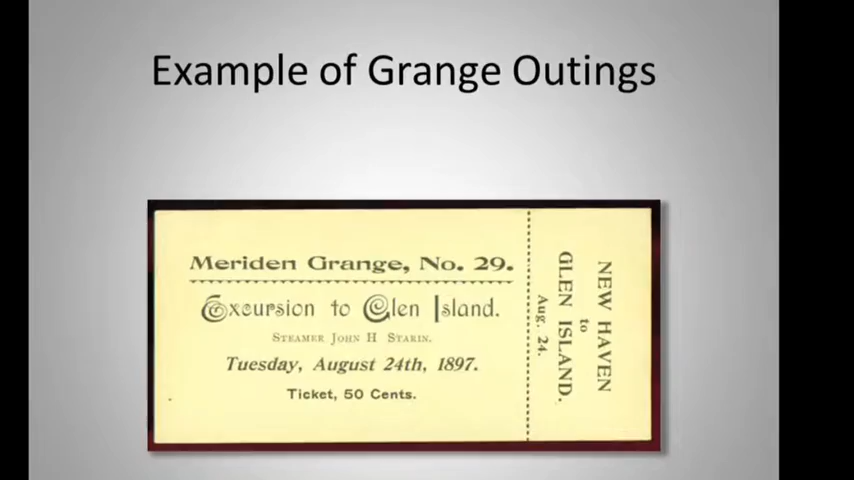 Example of Grange Outings
Meriden Grange, No. 29.
Excursion to Glen Island.
STEAMER JOHN H STARIN.
Tuesday, August 24th, 1897.
Ticket, 50 Cents.
NEW HAVEN
to
GLEN ISLAND.
Aug. 24.